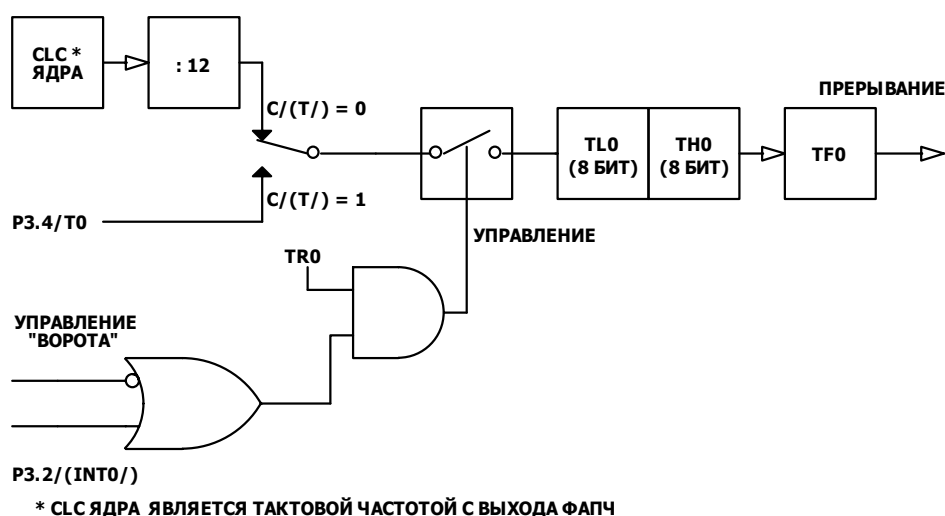 CLC *
ЯДРА
: 12
C/(T/) = 0
ПРЕРЫВАНИЕ
TL0
(8 БИТ)
TH0
(8 БИТ)
TF0
C/(T/) = 1
P3.4/T0
УПРАВЛЕНИЕ
TR0
УПРАВЛЕНИЕ
"ВОРОТА"
P3.2/(INT0/)
* CLC ЯДРА ЯВЛЯЕТСЯ ТАКТОВОЙ ЧАСТОТОЙ С ВЫХОДА ФАПЧ